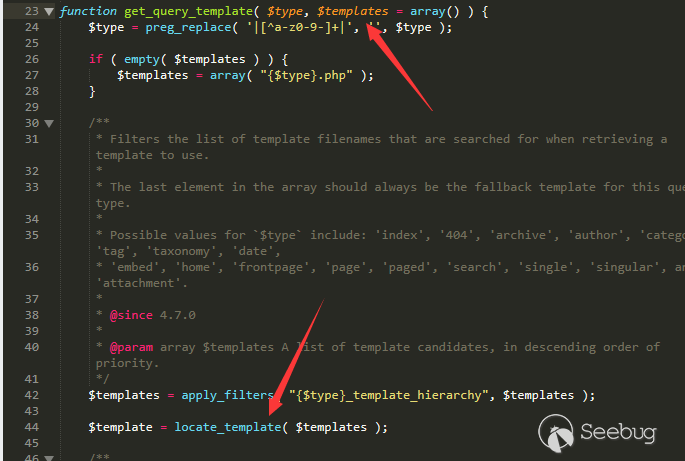 23 function get_query_template( $type, $templates = array() ) {
24 $type = preg_replace( '|[^a-z0-9-]+|', '', $type );
25
26 if ( empty( $templates ) ) {
27 $templates = array( "{$type}.php" );
28 }
29
30 /**
31 * Filters the list of template filenames that are searched for when retrieving a
template to use.
32 *
33 * The last element in the array should always be the fallback template for this que
type.
34 *
35 * Possible values for `$type` include: 'index', '404', 'archive', 'author', 'catego
'tag', 'taxonomy', 'date',
36 * 'embed', 'home', 'frontpage', 'page', 'paged', 'search', 'single', 'singular', an
'attachment'.
37 *
38 * @since 4.7.0
39 *
40 * @param array $templates A list of template candidates, in descending order of
priority.
41 */
42 $templates = apply_filters( "{$type}_template_hierarchy", $templates );
43
44 $template = locate_template( $templates );
45
46 /**
Seebug